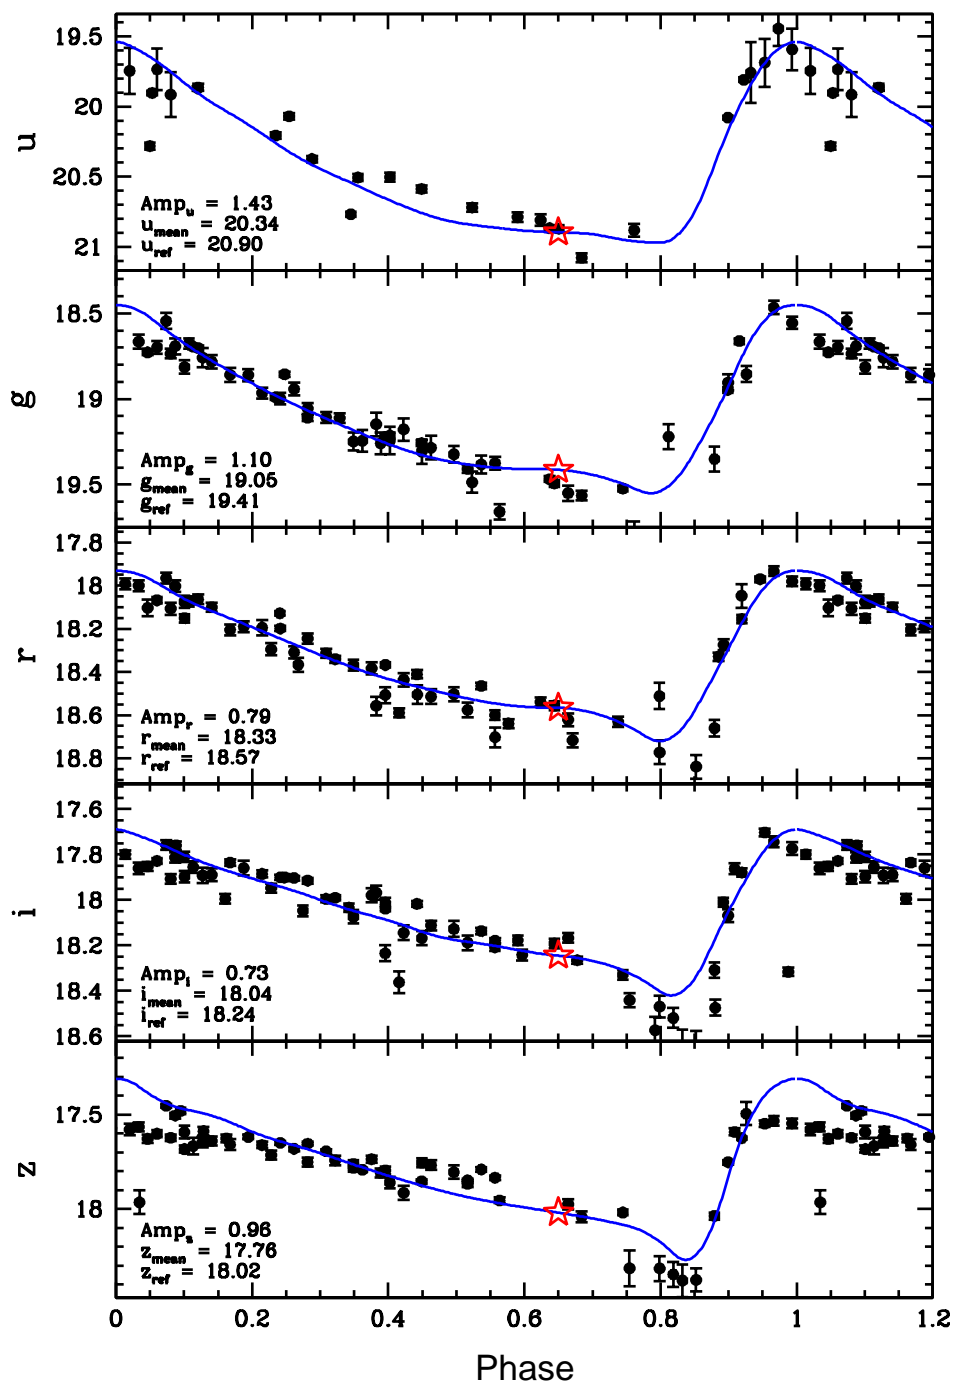 19.5
20
20.5
21
u
Amp_u = 1.43
u_mean = 20.34
u_ref = 20.90
18.5
19
19.5
g
Amp_g = 1.10
g_mean = 19.05
g_ref = 19.41
17.8
18
18.2
18.4
18.6
18.8
r
Amp_r = 0.79
r_mean = 18.33
r_ref = 18.57
17.6
17.8
18
18.2
18.4
18.6
i
Amp_i = 0.73
i_mean = 18.04
i_ref = 18.24
17.5
18
z
Amp_z = 0.96
z_mean = 17.76
z_ref = 18.02
0 0.2 0.4 0.6 0.8 1 1.2
Phase